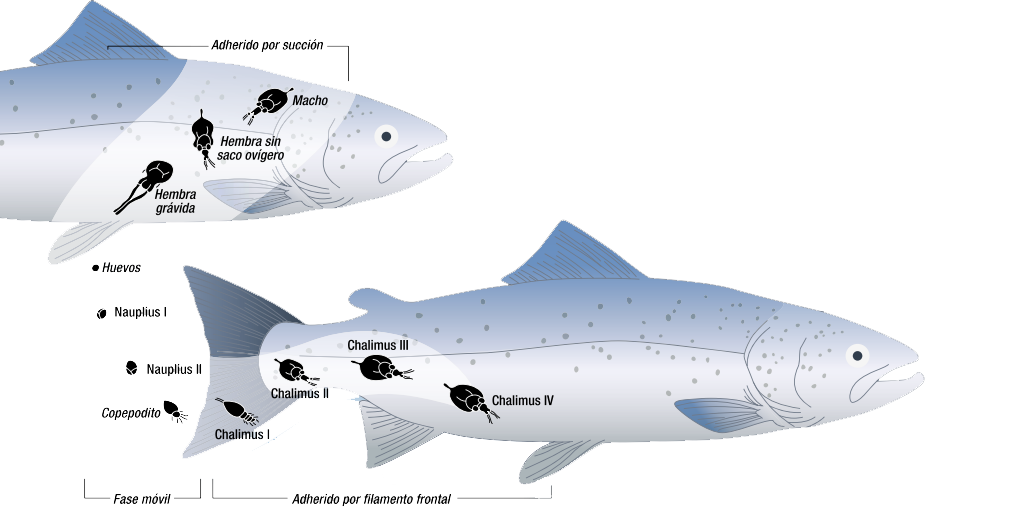 Adherido por succión
Macho
Hembra sin
saco ovígero
Hembra
grávida
Huevos
Nauplius I
Nauplius II
Copepodito
Chalimus I
Chalimus II
Chalimus III
Chalimus IV
Fase móvil
Adherido por filamento frontal